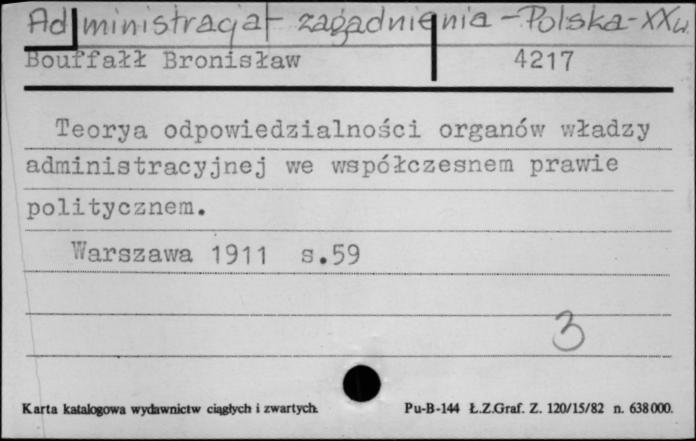 Administracja - zagadnienia - Polska - XX w.
Bouffałł Bronisław 4217
Teorya odpowiedzialności organów władzy
administracyjnej we współczesnem prawie
politycznem.
Warszawa 1911 s.59
3
Karta katalogowa wydawnictw ciągłych i zwartych. Pu-B-144 Ł.Z.Graf. Z. 120/15/82 n. 638000.